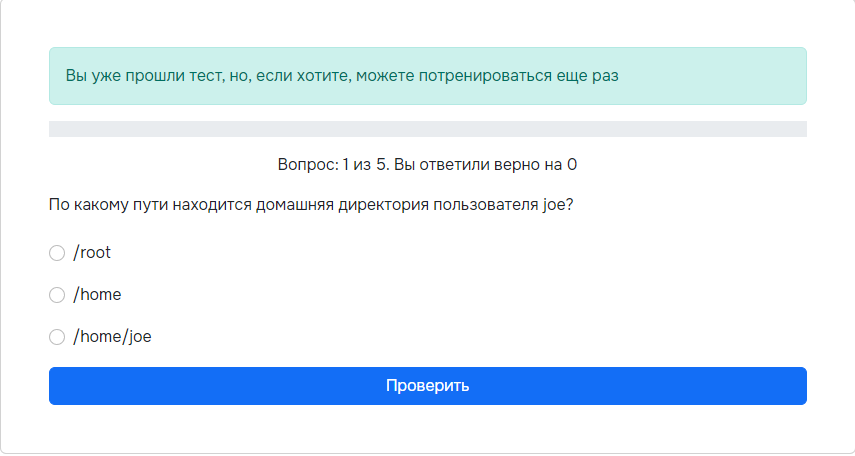 Вы уже прошли тест, но, если хотите, можете потренироваться еще раз
Вопрос: 1 из 5. Вы ответили верно на 0
По какому пути находится домашняя директория пользователя joe?
/root
/home
/home/joe
Проверить